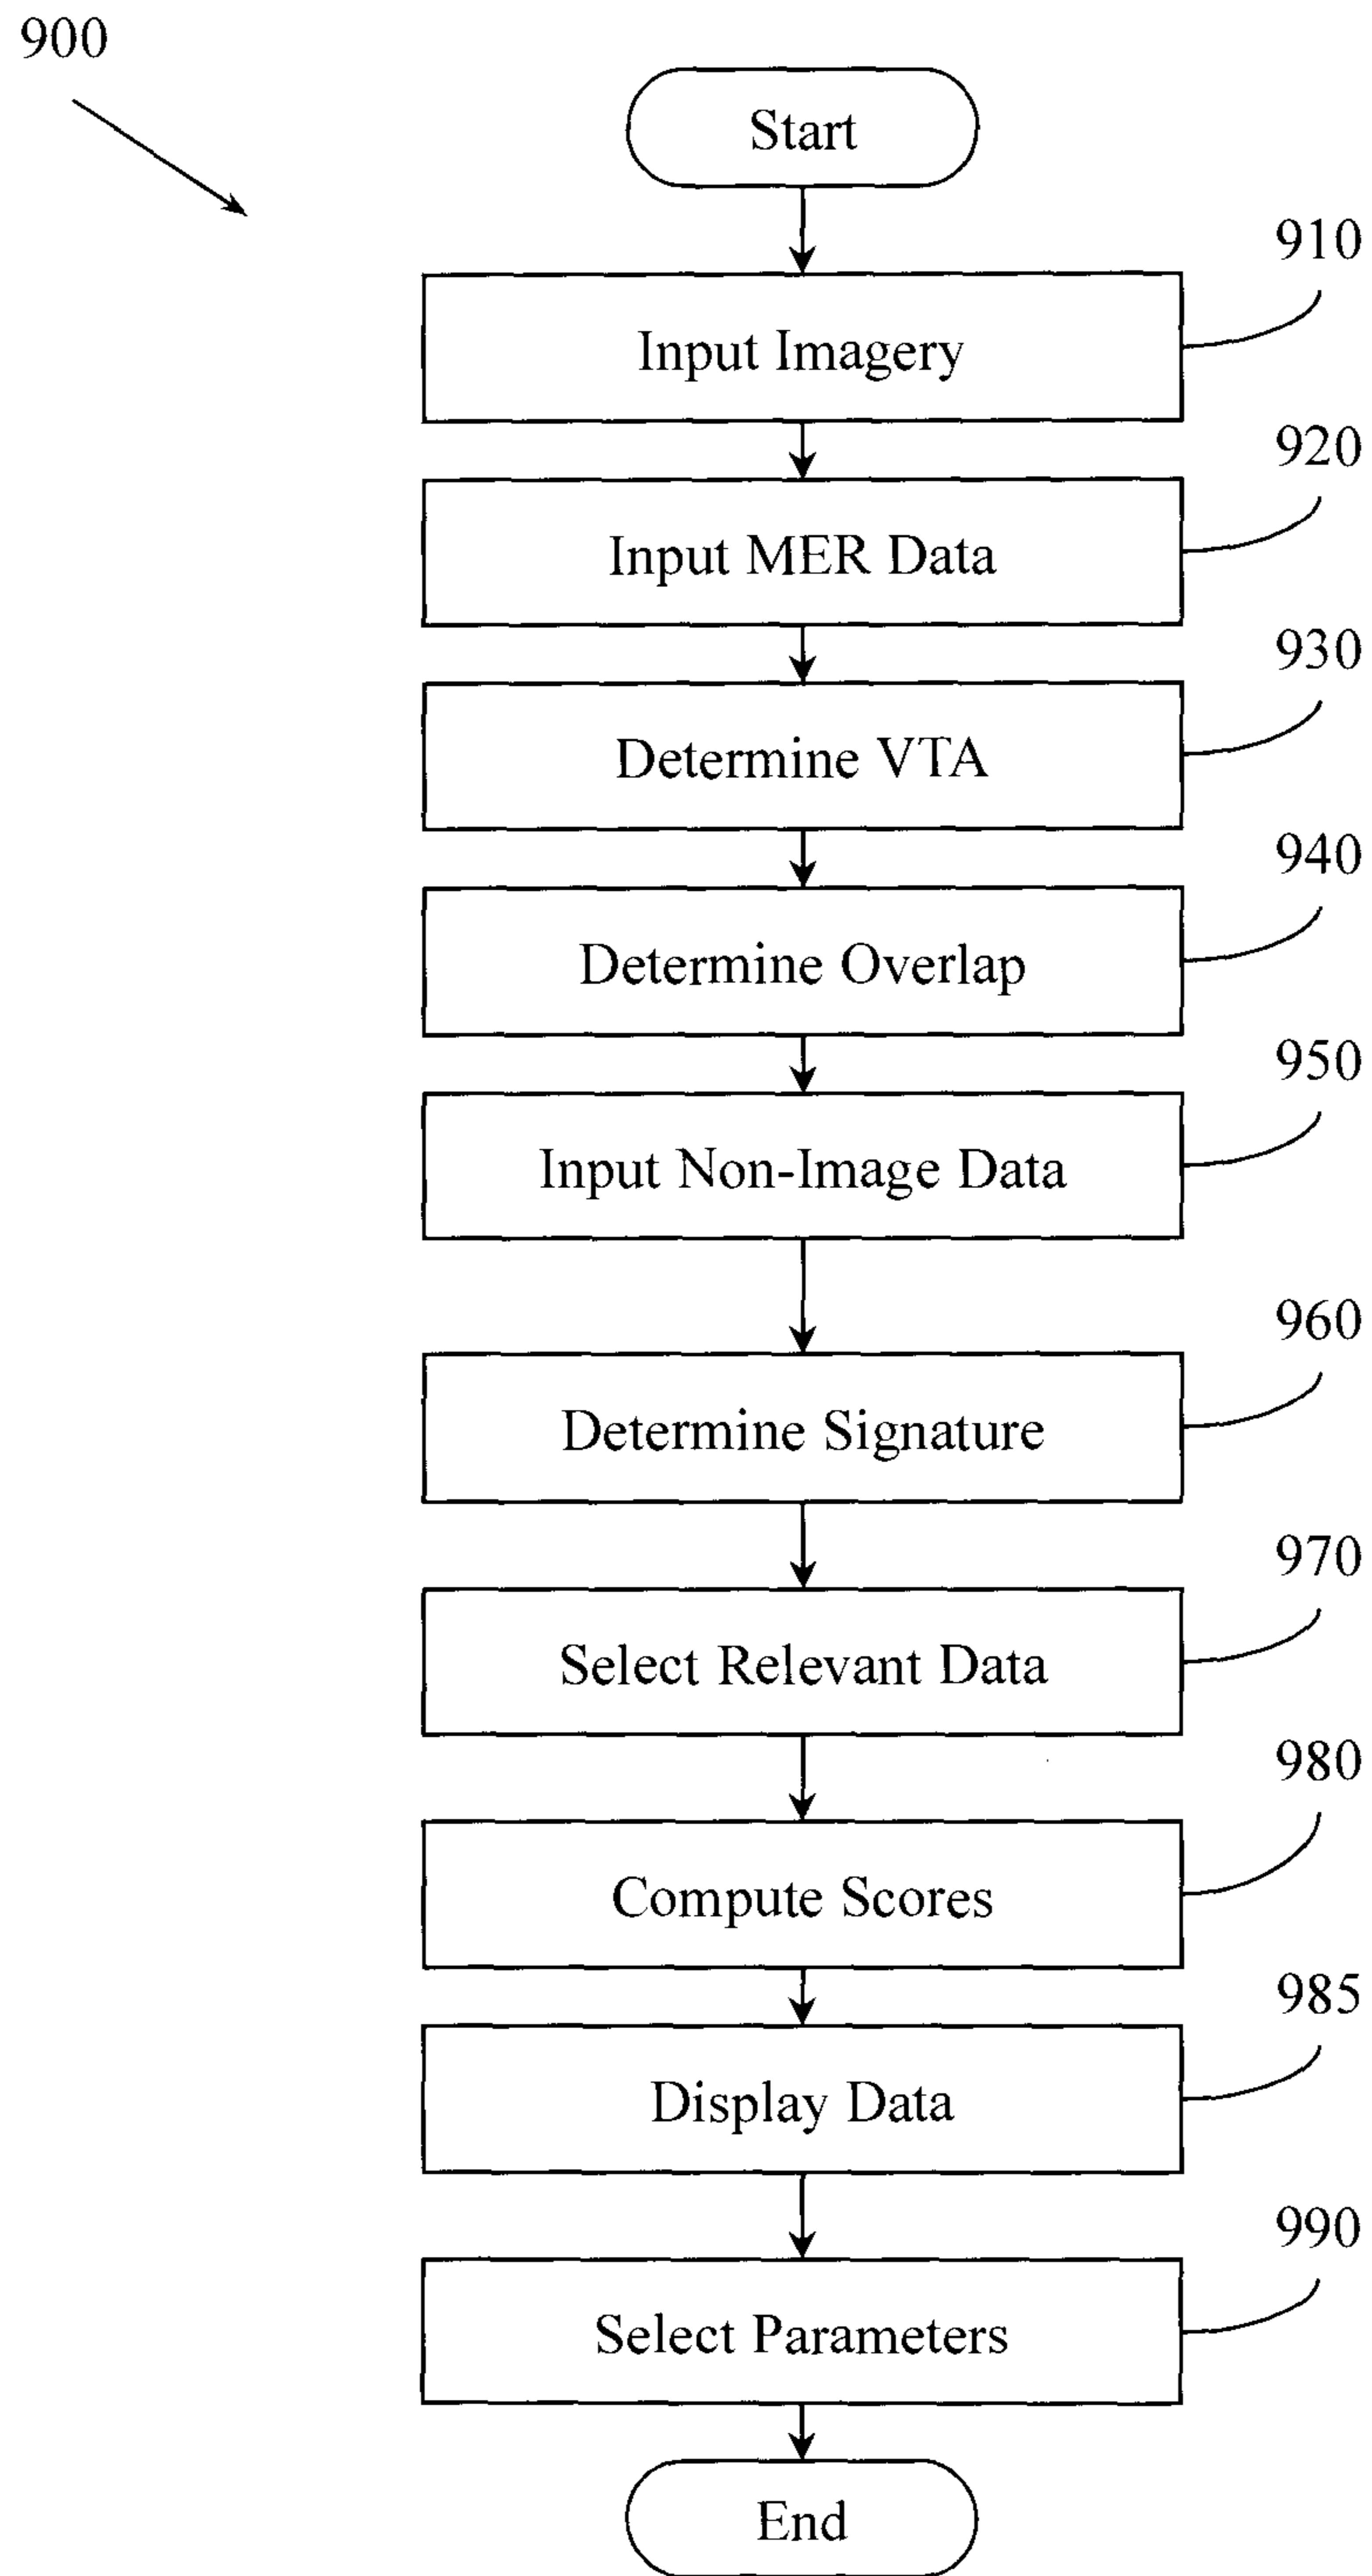 900
Start
910
Input Imagery
920
Input MER Data
930
Determine VTA
940
Determine Overlap
950
Input Non-Image Data
960
Determine Signature
970
Select Relevant Data
980
Compute Scores
985
Display Data
990
Select Parameters
End